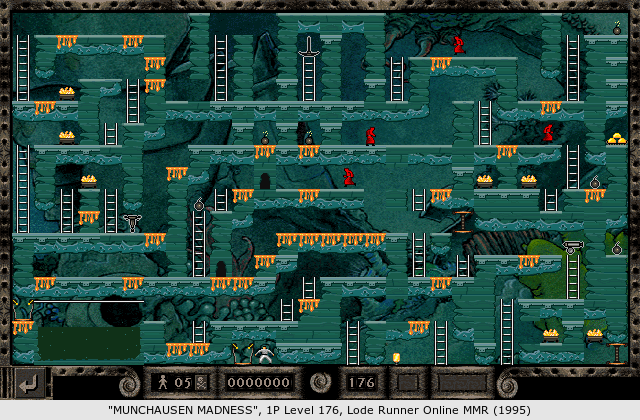 05 0000000 176
"MUNCHAUSEN MADNESS", 1P Level 176, Lode Runner Online MMR (1995)